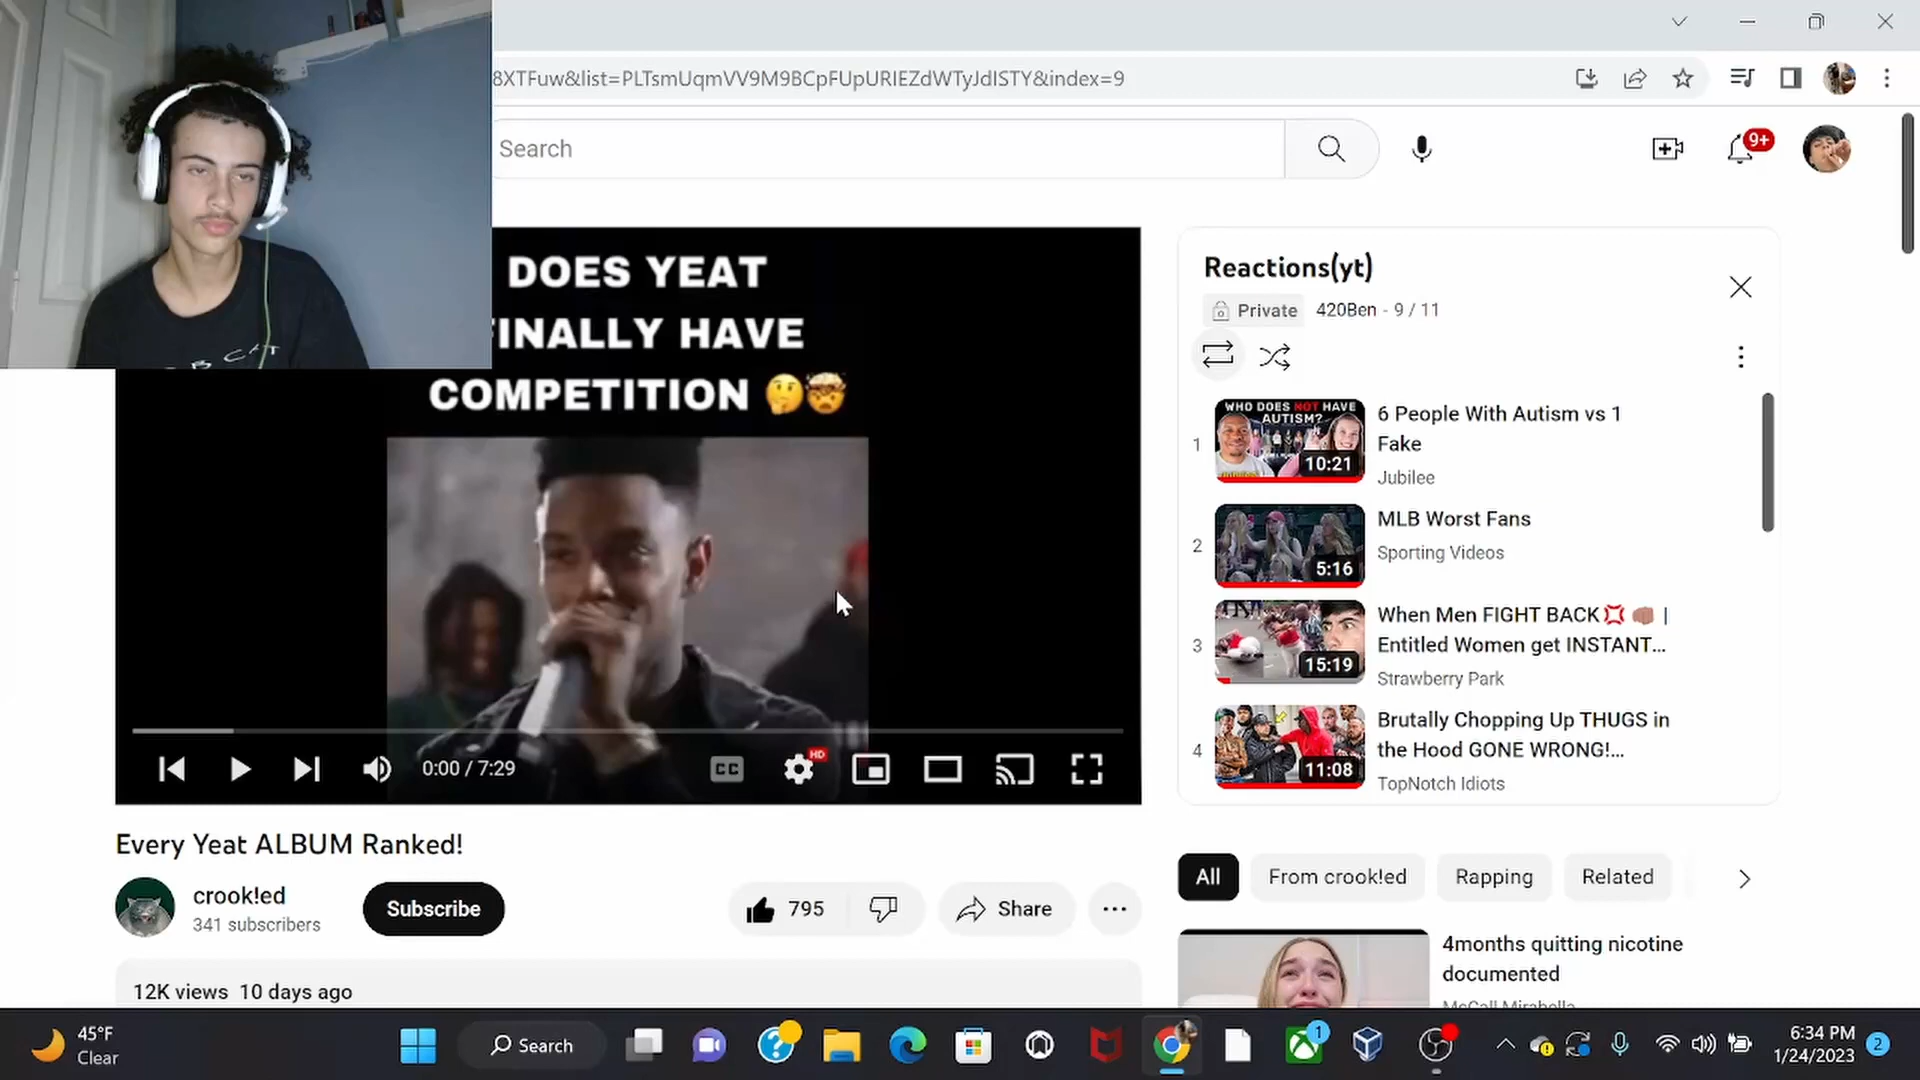 8XTFuw&list=PLTsmUqmVV9M9BCpFUpURIEZdWTyJdISTY&index=9
Search
9+
DOES YEAT
FINALLY HAVE
COMPETITION 🤔🤯
0:00 / 7:29
CC
HD
Every Yeat ALBUM Ranked!
crook!ed
341 subscribers
Subscribe
795
Share
12K views 10 days ago
Reactions(yt)
Private
420Ben - 9 / 11
1
WHO DOES NOT HAVE
AUTISM?
10:21
6 People With Autism vs 1
Fake
Jubilee
2
5:16
MLB Worst Fans
Sporting Videos
3
15:19
When Men FIGHT BACK💢 👊🏽 |
Entitled Women get INSTANT...
Strawberry Park
4
11:08
Brutally Chopping Up THUGS in
the Hood GONE WRONG!...
TopNotch Idiots
All
From crook!ed
Rapping
Related
4months quitting nicotine
documented
McCall Mirabella
45°F
Clear
Search
1
6:34 PM
1/24/2023
2